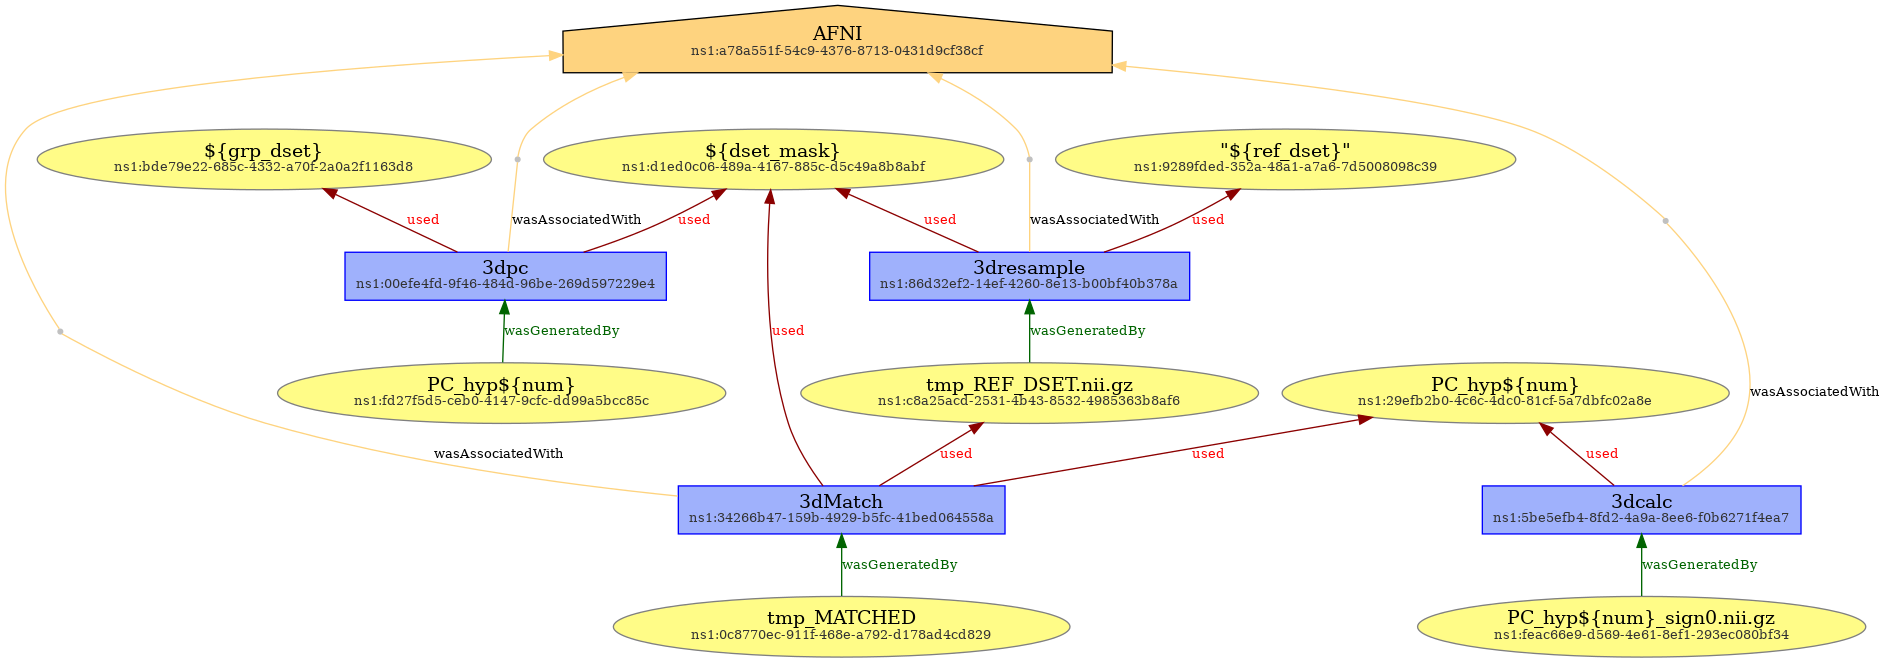 AFNI
ns1:a78a551f-54c9-4376-8713-0431d9cf38cf
${grp_dset}
ns1:bde79e22-685c-4332-a70f-2a0a2f1163d8
${dset_mask}
ns1:d1ed0c06-489a-4167-885c-d5c49a8b8abf
"${ref_dset}"
ns1:9289fded-352a-48a1-a7a6-7d5008098c39
used
wasAssociatedWith
used
used
wasAssociatedWith
used
3dpc
ns1:00efe4fd-9f46-484d-96be-269d597229e4
3dresample
ns1:86d32ef2-14ef-4260-8e13-b00bf40b378a
wasGeneratedBy
used
wasGeneratedBy
PC_hyp${num}
ns1:fd27f5d5-ceb0-4147-9cfc-dd99a5bcc85c
tmp_REF_DSET.nii.gz
ns1:c8a25acd-2531-4b43-8532-4985363b8af6
PC_hyp${num}
ns1:29efb2b0-4c6c-4dc0-81cf-5a7dbfc02a8e
wasAssociatedWith
wasAssociatedWith
used
used
used
3dMatch
ns1:34266b47-159b-4929-b5fc-41bed064558a
3dcalc
ns1:5be5efb4-8fd2-4a9a-8ee6-f0b6271f4ea7
wasGeneratedBy
wasGeneratedBy
tmp_MATCHED
ns1:0c8770ec-911f-468e-a792-d178ad4cd829
PC_hyp${num}_sign0.nii.gz
ns1:feac66e9-d569-4e61-8ef1-293ec080bf34